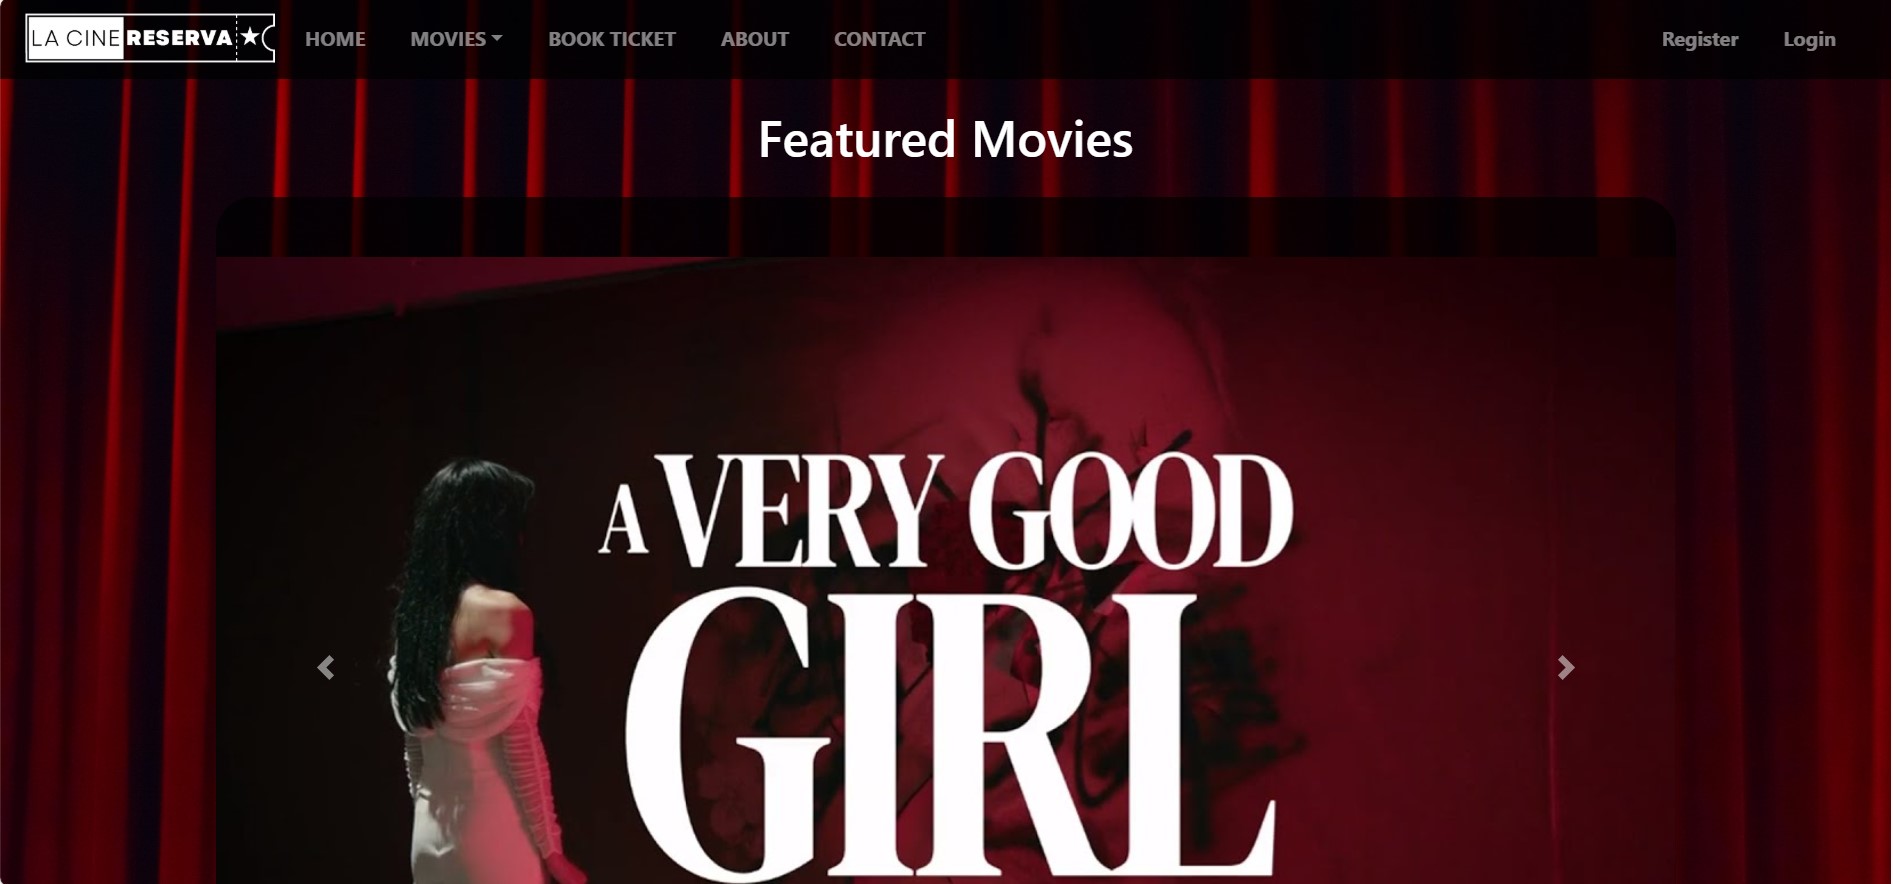 LA CINE RESERVA
HOME MOVIES BOOK TICKET ABOUT CONTACT Register Login
Featured Movies
A VERY GOOD
GIRL